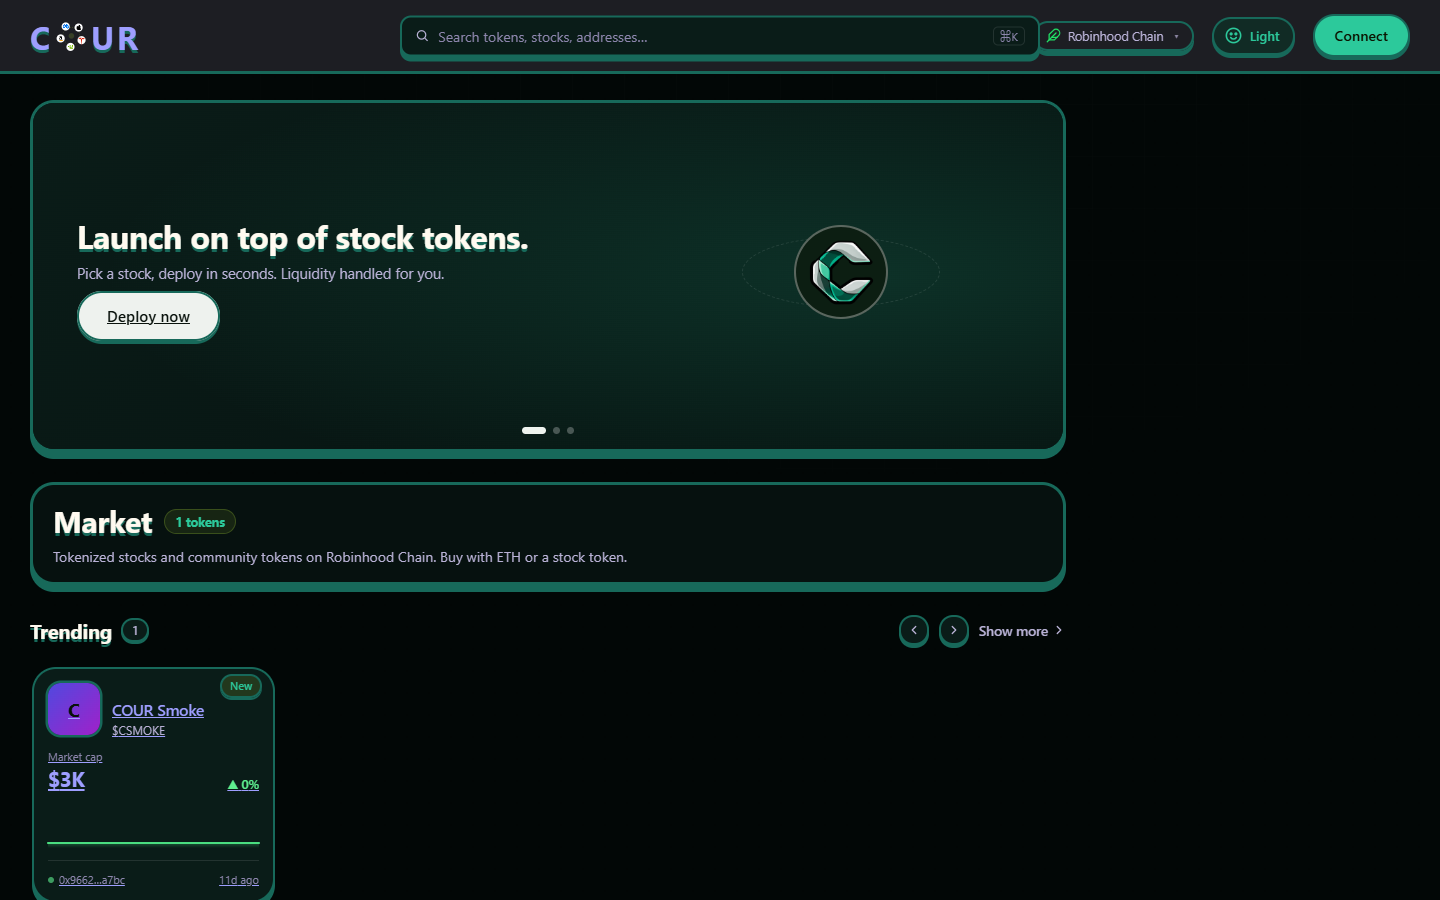 C UR
Search tokens, stocks, addresses...
⌘K
Robinhood Chain
Light
Connect
Launch on top of stock tokens.
Pick a stock, deploy in seconds. Liquidity handled for you.
Deploy now
Market
1 tokens
Tokenized stocks and community tokens on Robinhood Chain. Buy with ETH or a stock token.
Trending
1
Show more
New
C
COUR Smoke
$CSMOKE
Market cap
$3K
▲ 0%
0x9662...a7bc
11d ago